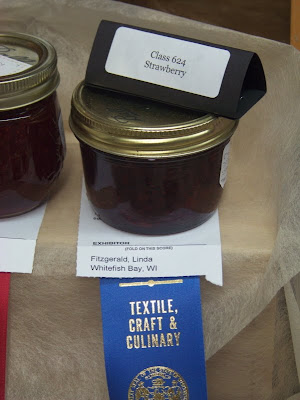 Class 624
Strawberry
EXHIBITOR
(FOLD ON THIS SCORE)
Fitzgerald, Linda
Whitefish Bay, WI
TEXTILE,
CRAFT &
CULINARY